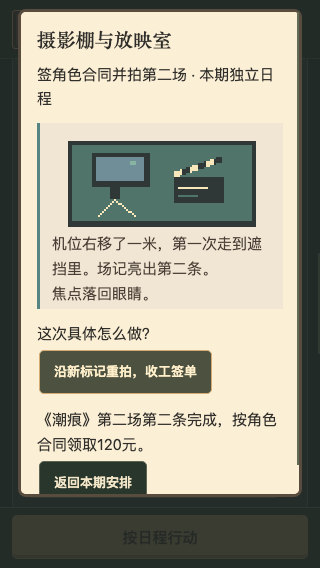 摄影棚与放映室
签角色合同并拍第二场 · 本期独立日
程
机位右移了一米，第一次走到遮
挡里。场记亮出第二条。
焦点落回眼睛。
这次具体怎么做?
沿新标记重拍，收工签单
《潮痕》第二场第二条完成，按角色
合同领取120元。
返回本期安排
按日程行动